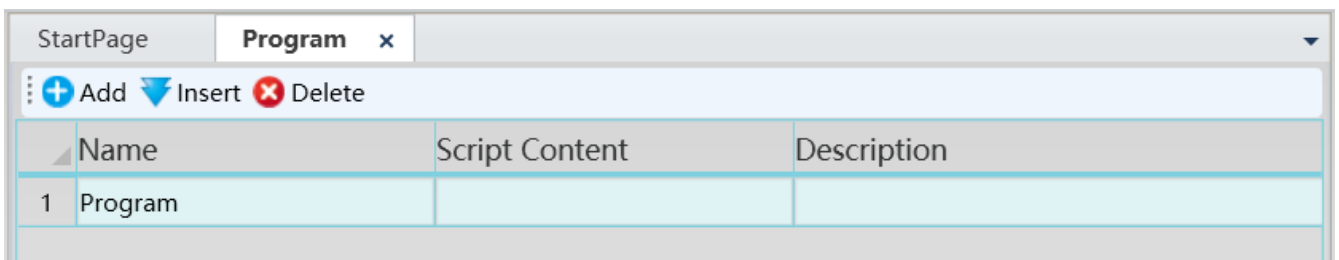 StartPage Program x
Add Insert Delete
Name Script Content Description
1 Program